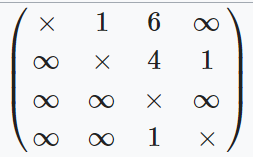 × 1 6 ∞
∞ × 4 1
∞ ∞ × ∞
∞ ∞ 1 ×